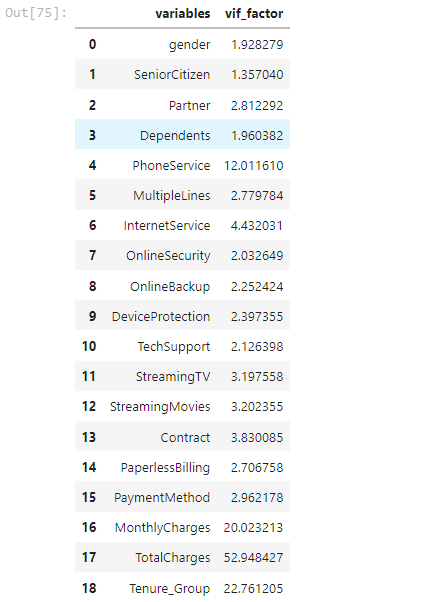 Out[75]:
variables vif_factor
0 gender 1.928279
1 SeniorCitizen 1.357040
2 Partner 2.812292
3 Dependents 1.960382
4 PhoneService 12.011610
5 MultipleLines 2.779784
6 InternetService 4.432031
7 OnlineSecurity 2.032649
8 OnlineBackup 2.252424
9 DeviceProtection 2.397355
10 TechSupport 2.126398
11 StreamingTV 3.197558
12 StreamingMovies 3.202355
13 Contract 3.830085
14 PaperlessBilling 2.706758
15 PaymentMethod 2.962178
16 MonthlyCharges 20.023213
17 TotalCharges 52.948427
18 Tenure_Group 22.761205